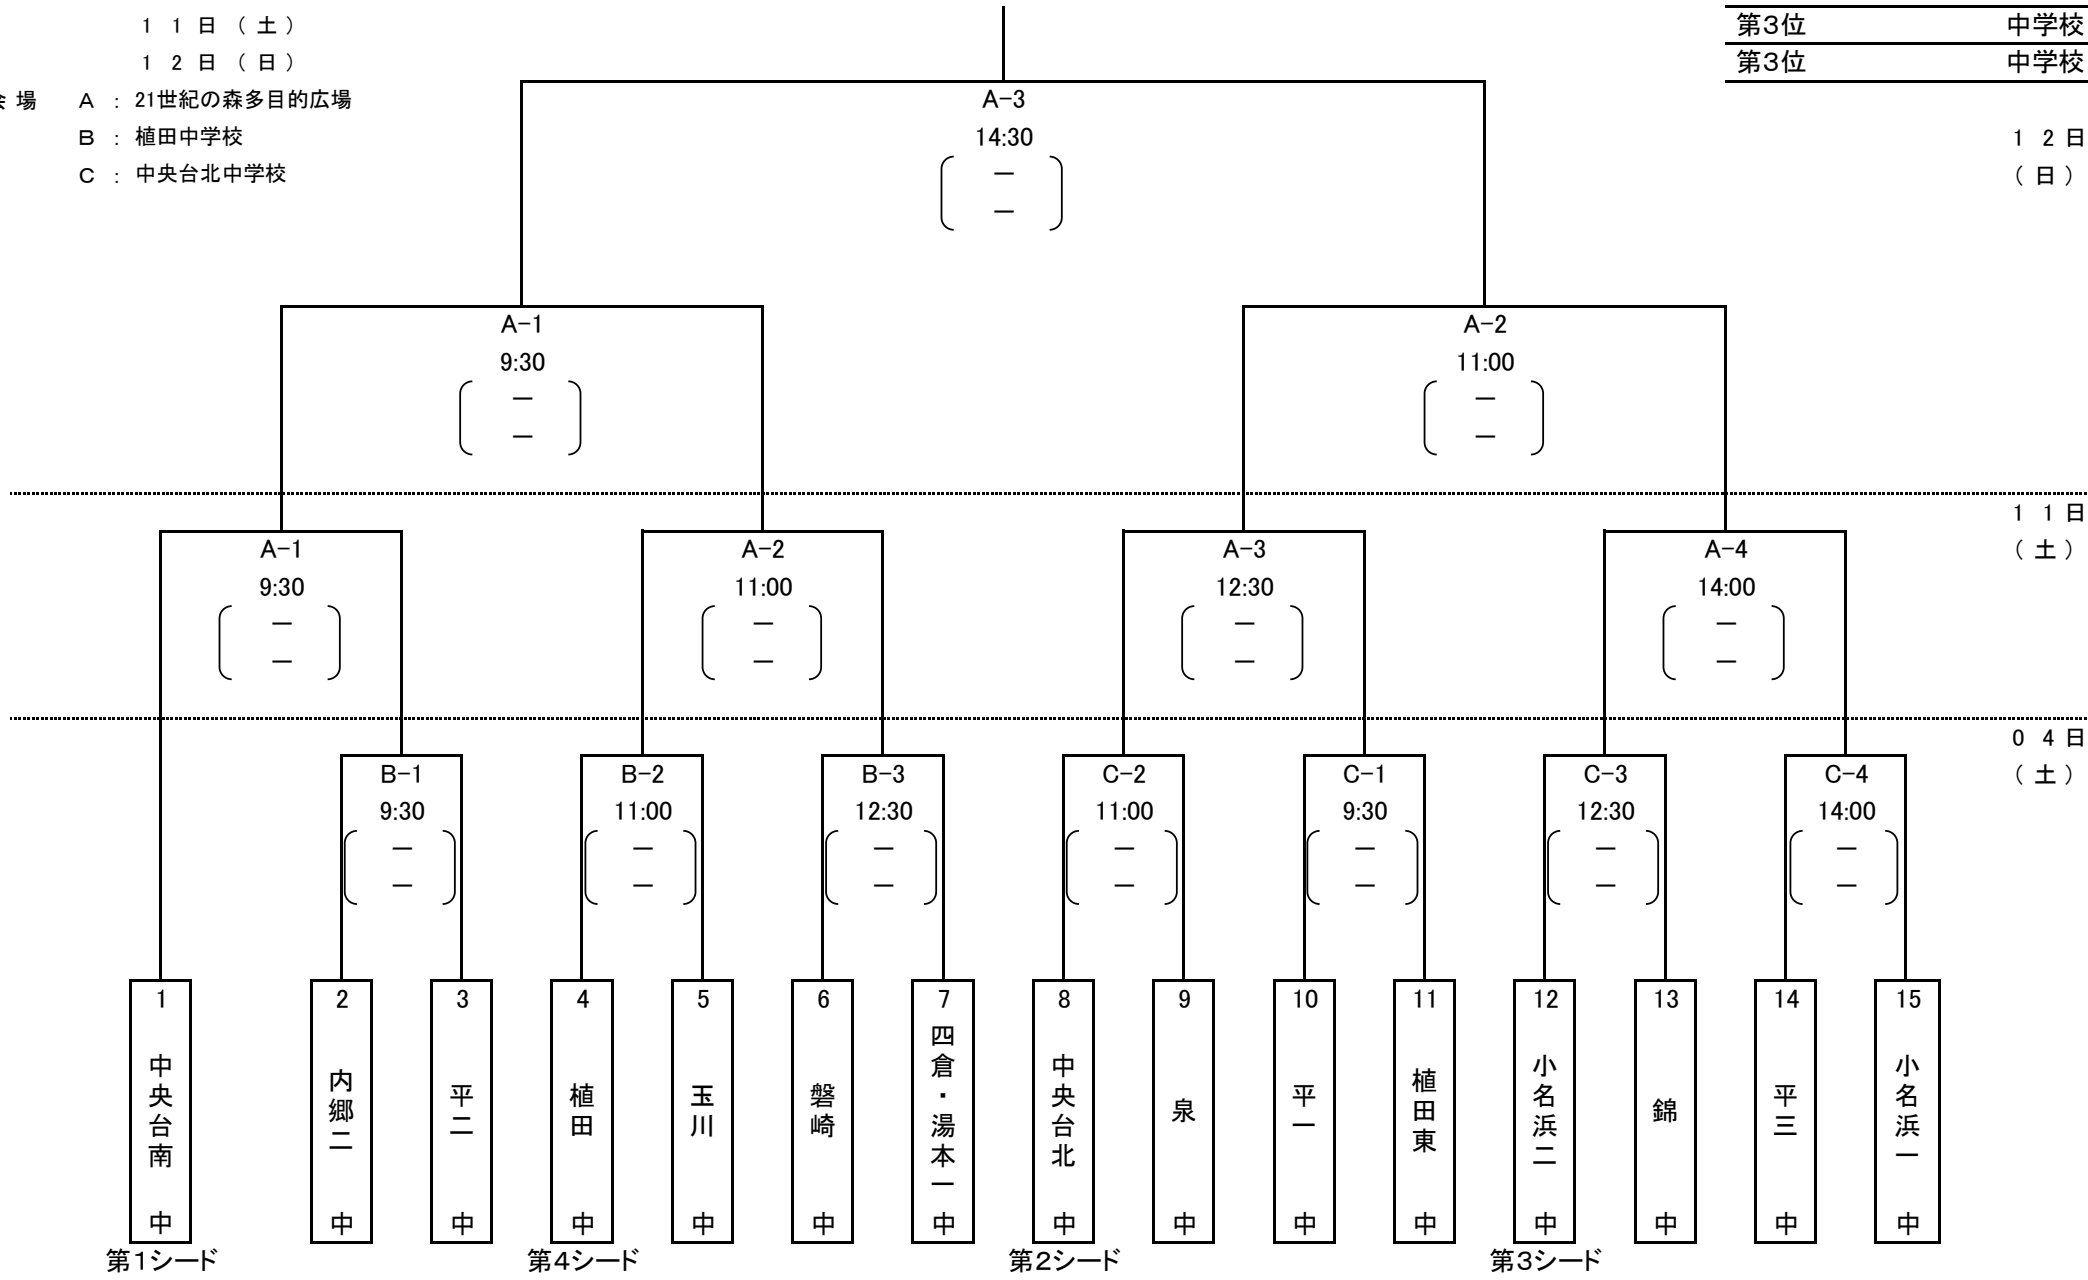 １１日（土）
１２日（日）
場 Ａ : 21世紀の森多目的広場
Ｂ : 植田中学校
Ｃ : 中央台北中学校
第3位 中学校
第3位 中学校
A−3
14:30
−
−
１２日
（日）
A−1
9:30
−
−
A−2
11:00
−
−
１１日
（土）
A−1
9:30
−
−
A−2
11:00
−
−
A−3
12:30
−
−
A−4
14:00
−
−
０４日
（土）
B−1
9:30
−
−
B−2
11:00
−
−
B−3
12:30
−
−
C−2
11:00
−
−
C−1
9:30
−
−
C−3
12:30
−
−
C−4
14:00
−
−
1 中央台南 中
2 内郷二 中
3 平二 中
4 植田 中
5 玉川 中
6 磐崎 中
7 四倉・湯本一 中
8 中央台北 中
9 泉 中
10 平一 中
11 植田東 中
12 小名浜二 中
13 錦 中
14 平三 中
15 小名浜一 中
第1シード
第4シード
第2シード
第3シード